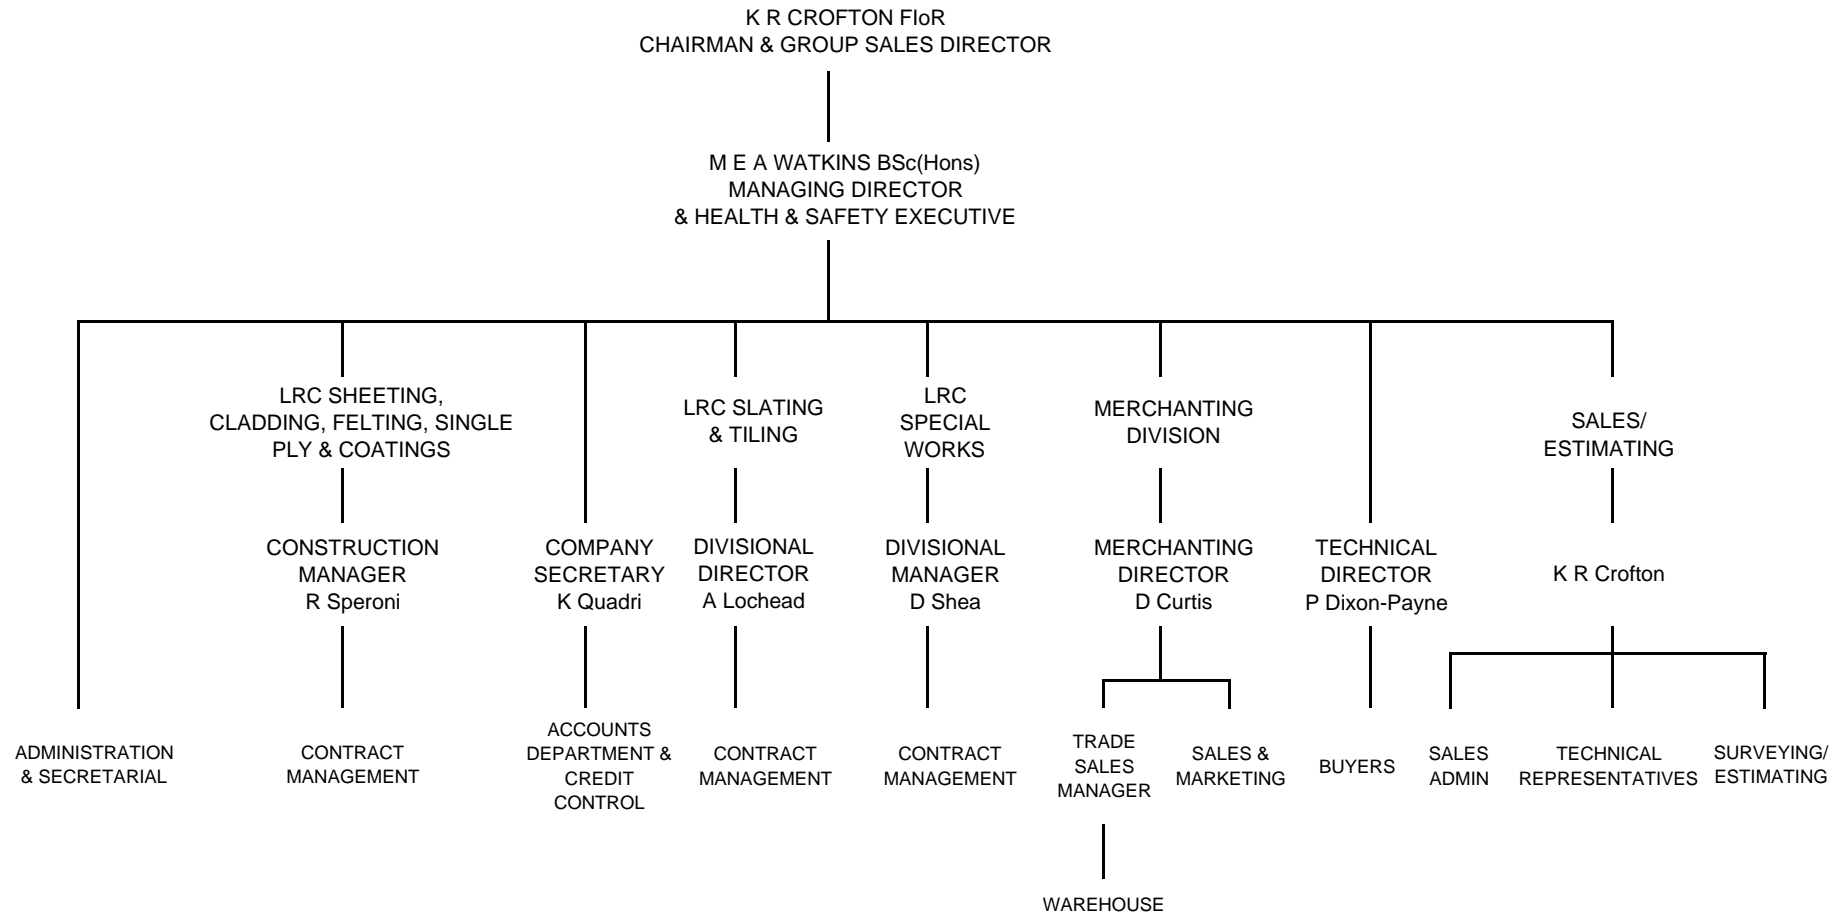 K R CROFTON FIoR
CHAIRMAN & GROUP SALES DIRECTOR
M E A WATKINS BSc(Hons)
MANAGING DIRECTOR
& HEALTH & SAFETY EXECUTIVE
LRC SHEETING,
CLADDING, FELTING, SINGLE
PLY & COATINGS
LRC SLATING
& TILING
LRC
SPECIAL
WORKS
MERCHANTING
DIVISION
SALES/
ESTIMATING
CONSTRUCTION
MANAGER
R Speroni
COMPANY
SECRETARY
K Quadri
DIVISIONAL
DIRECTOR
A Lochead
DIVISIONAL
MANAGER
D Shea
MERCHANTING
DIRECTOR
D Curtis
TECHNICAL
DIRECTOR
P Dixon-Payne
K R Crofton
ADMINISTRATION
& SECRETARIAL
CONTRACT
MANAGEMENT
ACCOUNTS
DEPARTMENT &
CREDIT
CONTROL
CONTRACT
MANAGEMENT
CONTRACT
MANAGEMENT
TRADE
SALES
MANAGER
SALES &
MARKETING
BUYERS
SALES
ADMIN
TECHNICAL
REPRESENTATIVES
SURVEYING/
ESTIMATING
WAREHOUSE